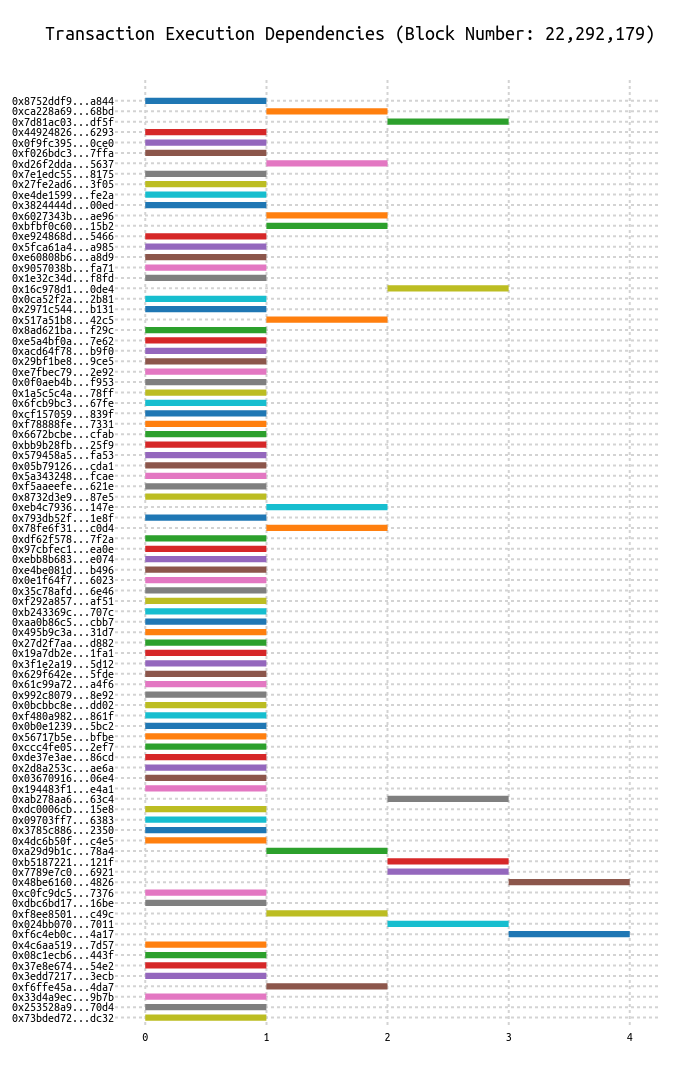 Transaction Execution Dependencies (Block Number: 22,292,179)
0x8752ddf9...a844
0xca228a69...68bd
0x7d81ac03...df5f
0x44924826...6293
0x0f9fc395...0ce0
0xf026bdc3...7ffa
0xd26f2dda...5637
0x7e1edc55...8175
0x27fe2ad6...3f05
0xe4de1599...fe2a
0x3824444d...00ed
0x6027343b...ae96
0xbfbf0c60...15b2
0xe924868d...5466
0x5fca61a4...a985
0xe60808b6...a8d9
0x9057038b...fa71
0x1e32c34d...f8fd
0x16c978d1...0de4
0x0ca52f2a...2b81
0x2971c544...b131
0x517a51b8...42c5
0x8ad621ba...f29c
0xe5a4bf0a...7e62
0xacd64f78...b9f0
0x29bf1be8...9ce5
0xe7fbec79...2e92
0x0f0aeb4b...f953
0x1a5c5c4a...78ff
0x6fcb9bc3...67fe
0xcf157059...839f
0xf78888fe...7331
0x6672bcbe...cfab
0xbb9b28fb...25f9
0x579458a5...fa53
0x05b79126...cda1
0x5a343248...fcae
0xf5aaeefe...621e
0x8732d3e9...87e5
0xeb4c7936...147e
0x793db52f...1e8f
0x78fe6f31...c0d4
0xdf62f578...7f2a
0x97cbfec1...ea0e
0xebb8b683...e074
0xe4be081d...b496
0x0e1f64f7...6023
0x35c78afd...6e46
0xf292a857...af51
0xb243369c...707c
0xaa0b86c5...cbb7
0x495b9c3a...31d7
0x27d2f7aa...d882
0x19a7db2e...1fa1
0x3f1e2a19...5d12
0x629f642e...5fde
0x61c99a72...a4f6
0x992c8079...8e92
0x0bcbbc8e...dd02
0xf480a982...861f
0x0b0e1239...5bc2
0x56717b5e...bfbe
0xccc4fe05...2ef7
0xde37e3ae...86cd
0x2d8a253c...ae6a
0x03670916...06e4
0x194483f1...e4a1
0xab278aa6...63c4
0xdc0006cb...15e8
0x09703ff7...6383
0x3785c886...2350
0x4dc6b50f...c4e5
0xa29d9b1c...78a4
0xb5187221...121f
0x7789e7c0...6921
0x48be6160...4826
0xc0fc9dc5...7376
0xdbc6bd17...16be
0xf8ee8501...c49c
0x024bb070...7011
0xf6c4eb0c...4a17
0x4c6aa519...7d57
0x08c1ecb6...443f
0x37e8e674...54e2
0x3edd7217...3ecb
0xf6ffe45a...4da7
0x33d4a9ec...9b7b
0x253528a9...70d4
0x73bded72...dc32
0 1 2 3 4